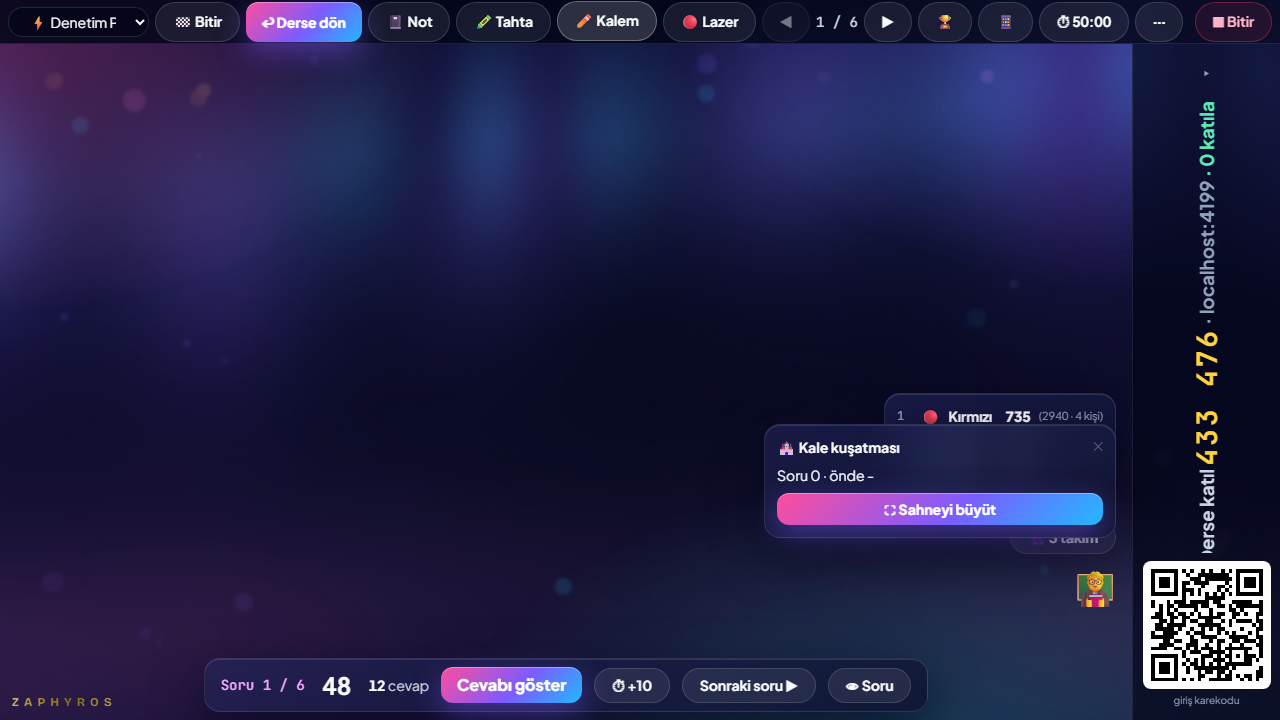 Denetim F
Bitir
Derse dön
Not
Tahta
Kalem
Lazer
1 / 6
50:00
---
Bitir
Derse katıl 433 476 · localhost:4199 · 0 katıla
1 Kırmızı 735 (2940 · 4 kişi)
Kale kuşatması
Soru 0 · önde -
Sahneyi büyüt
takım
Soru 1 / 6
48
12 cevap
Cevabı göster
+10
Sonraki soru
Soru
giriş karekodu
ZAPHYROS